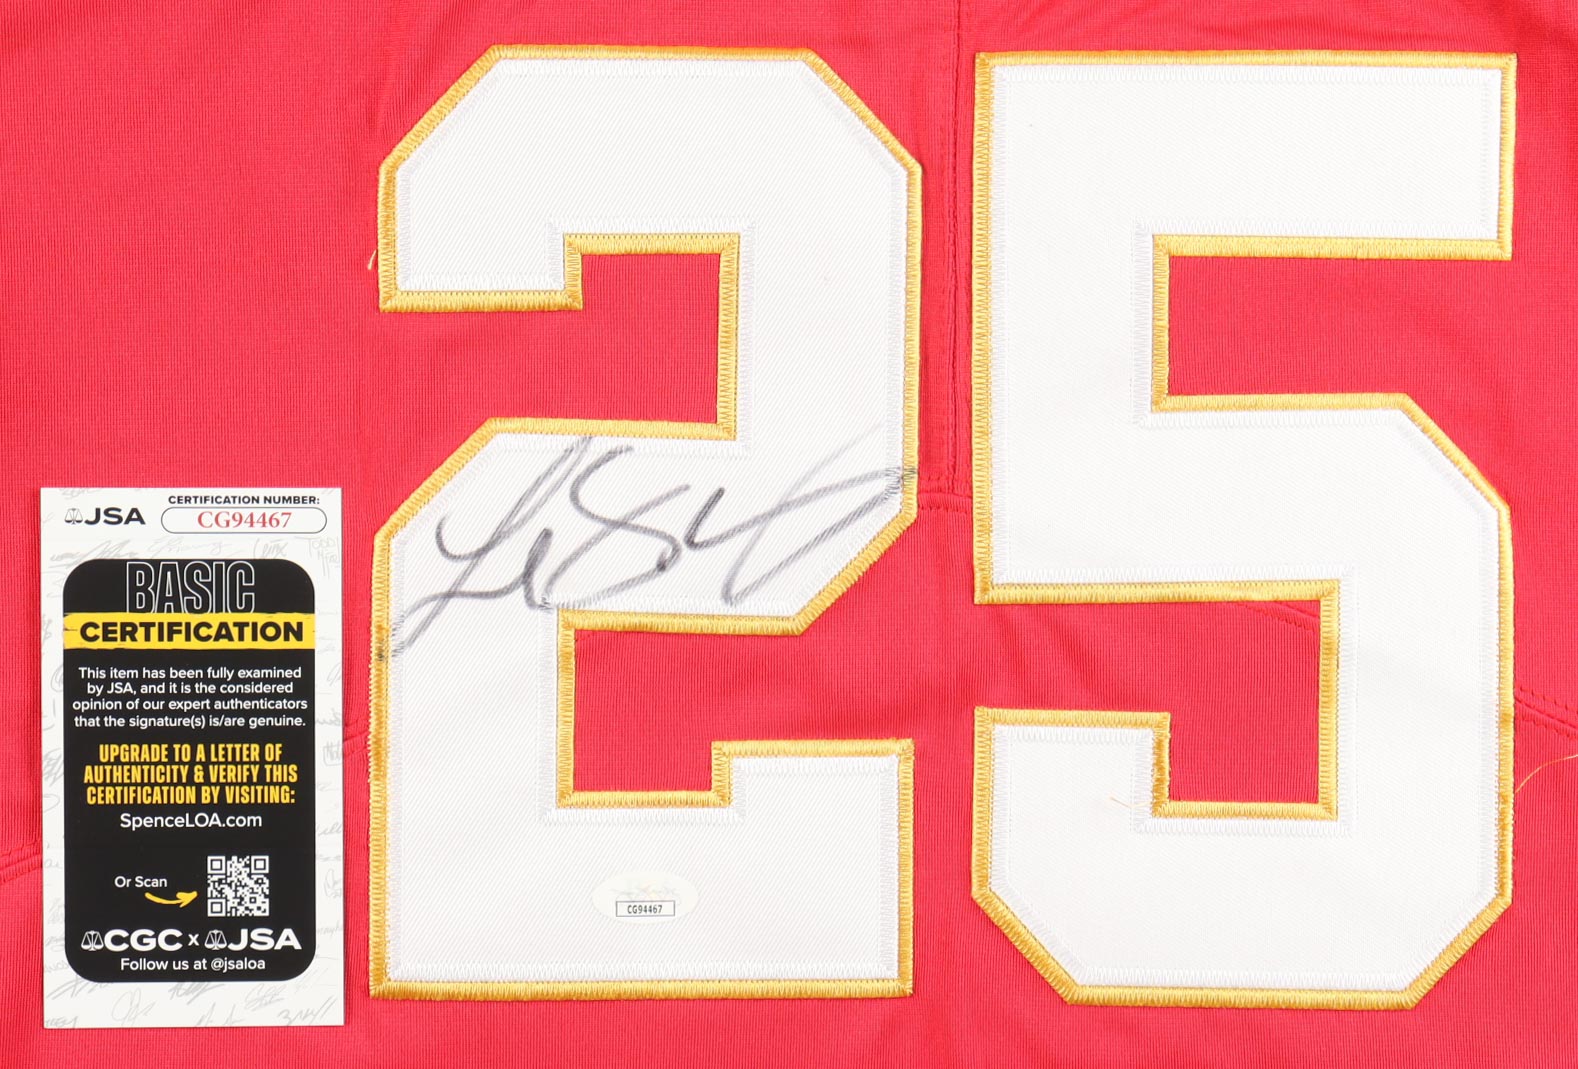 25
CERTIFICATION NUMBER:
JSA CG94467
BASIC
CERTIFICATION
This item has been fully examined
by JSA, and it is the considered
opinion of our expert authenticators
that the signature(s) is/are genuine.
UPGRADE TO A LETTER OF
AUTHENTICITY & VERIFY THIS
CERTIFICATION BY VISITING:
SpenceLOA.com
Or Scan
CGC x JSA
Follow us at @jsaloa
CG94467